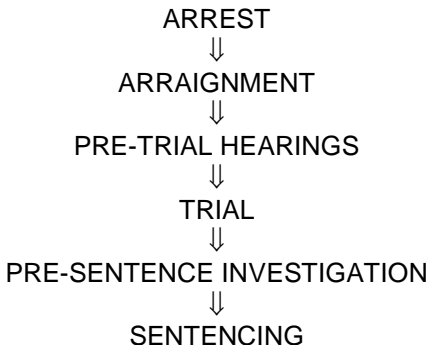 ARREST
⇓
ARRAIGNMENT
⇓
PRE-TRIAL HEARINGS
⇓
TRIAL
⇓
PRE-SENTENCE INVESTIGATION
⇓
SENTENCING